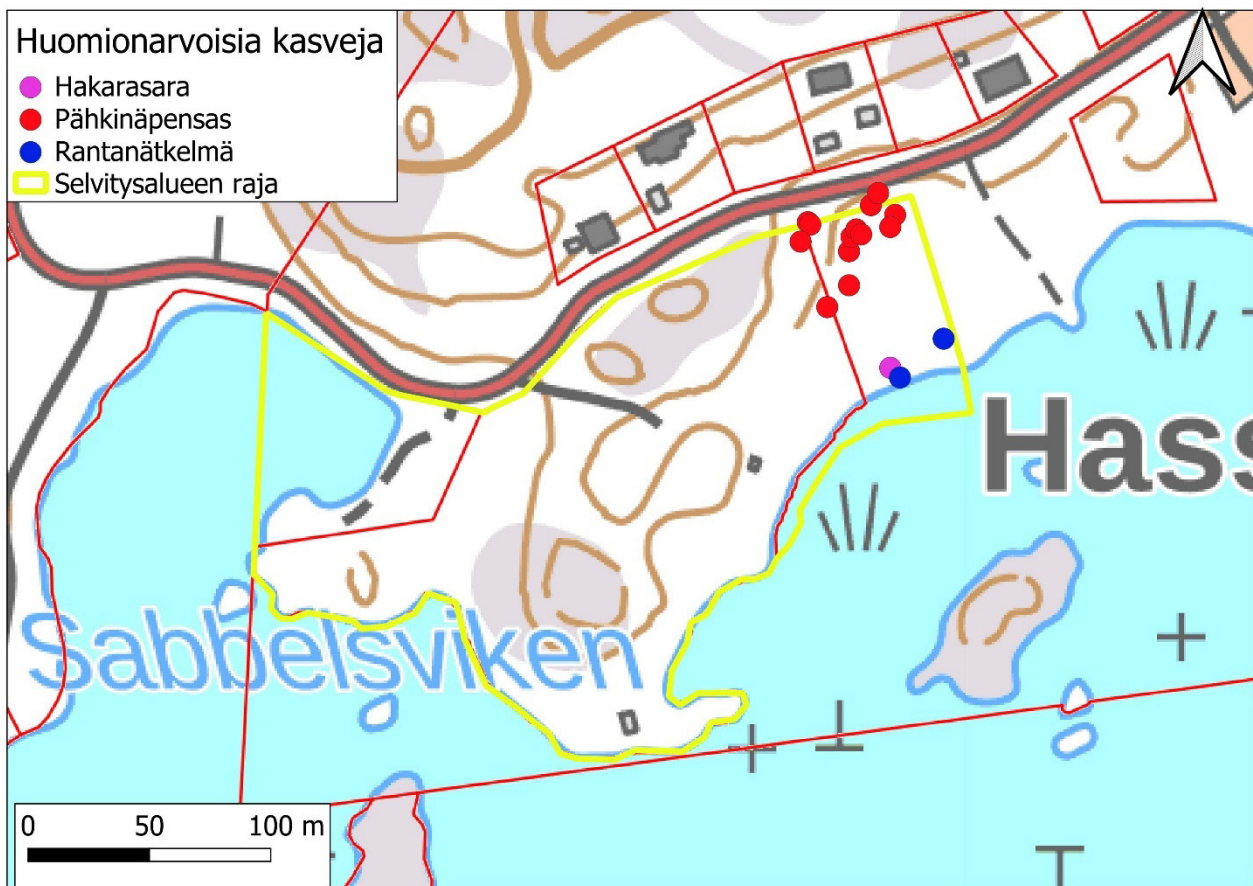 Huomionarvoisia kasveja
Hakarasara
Pähkinäpensas
Rantanätkelmä
Selvitysalueen raja
Hass
Sabbelsviken
0 50 100 m